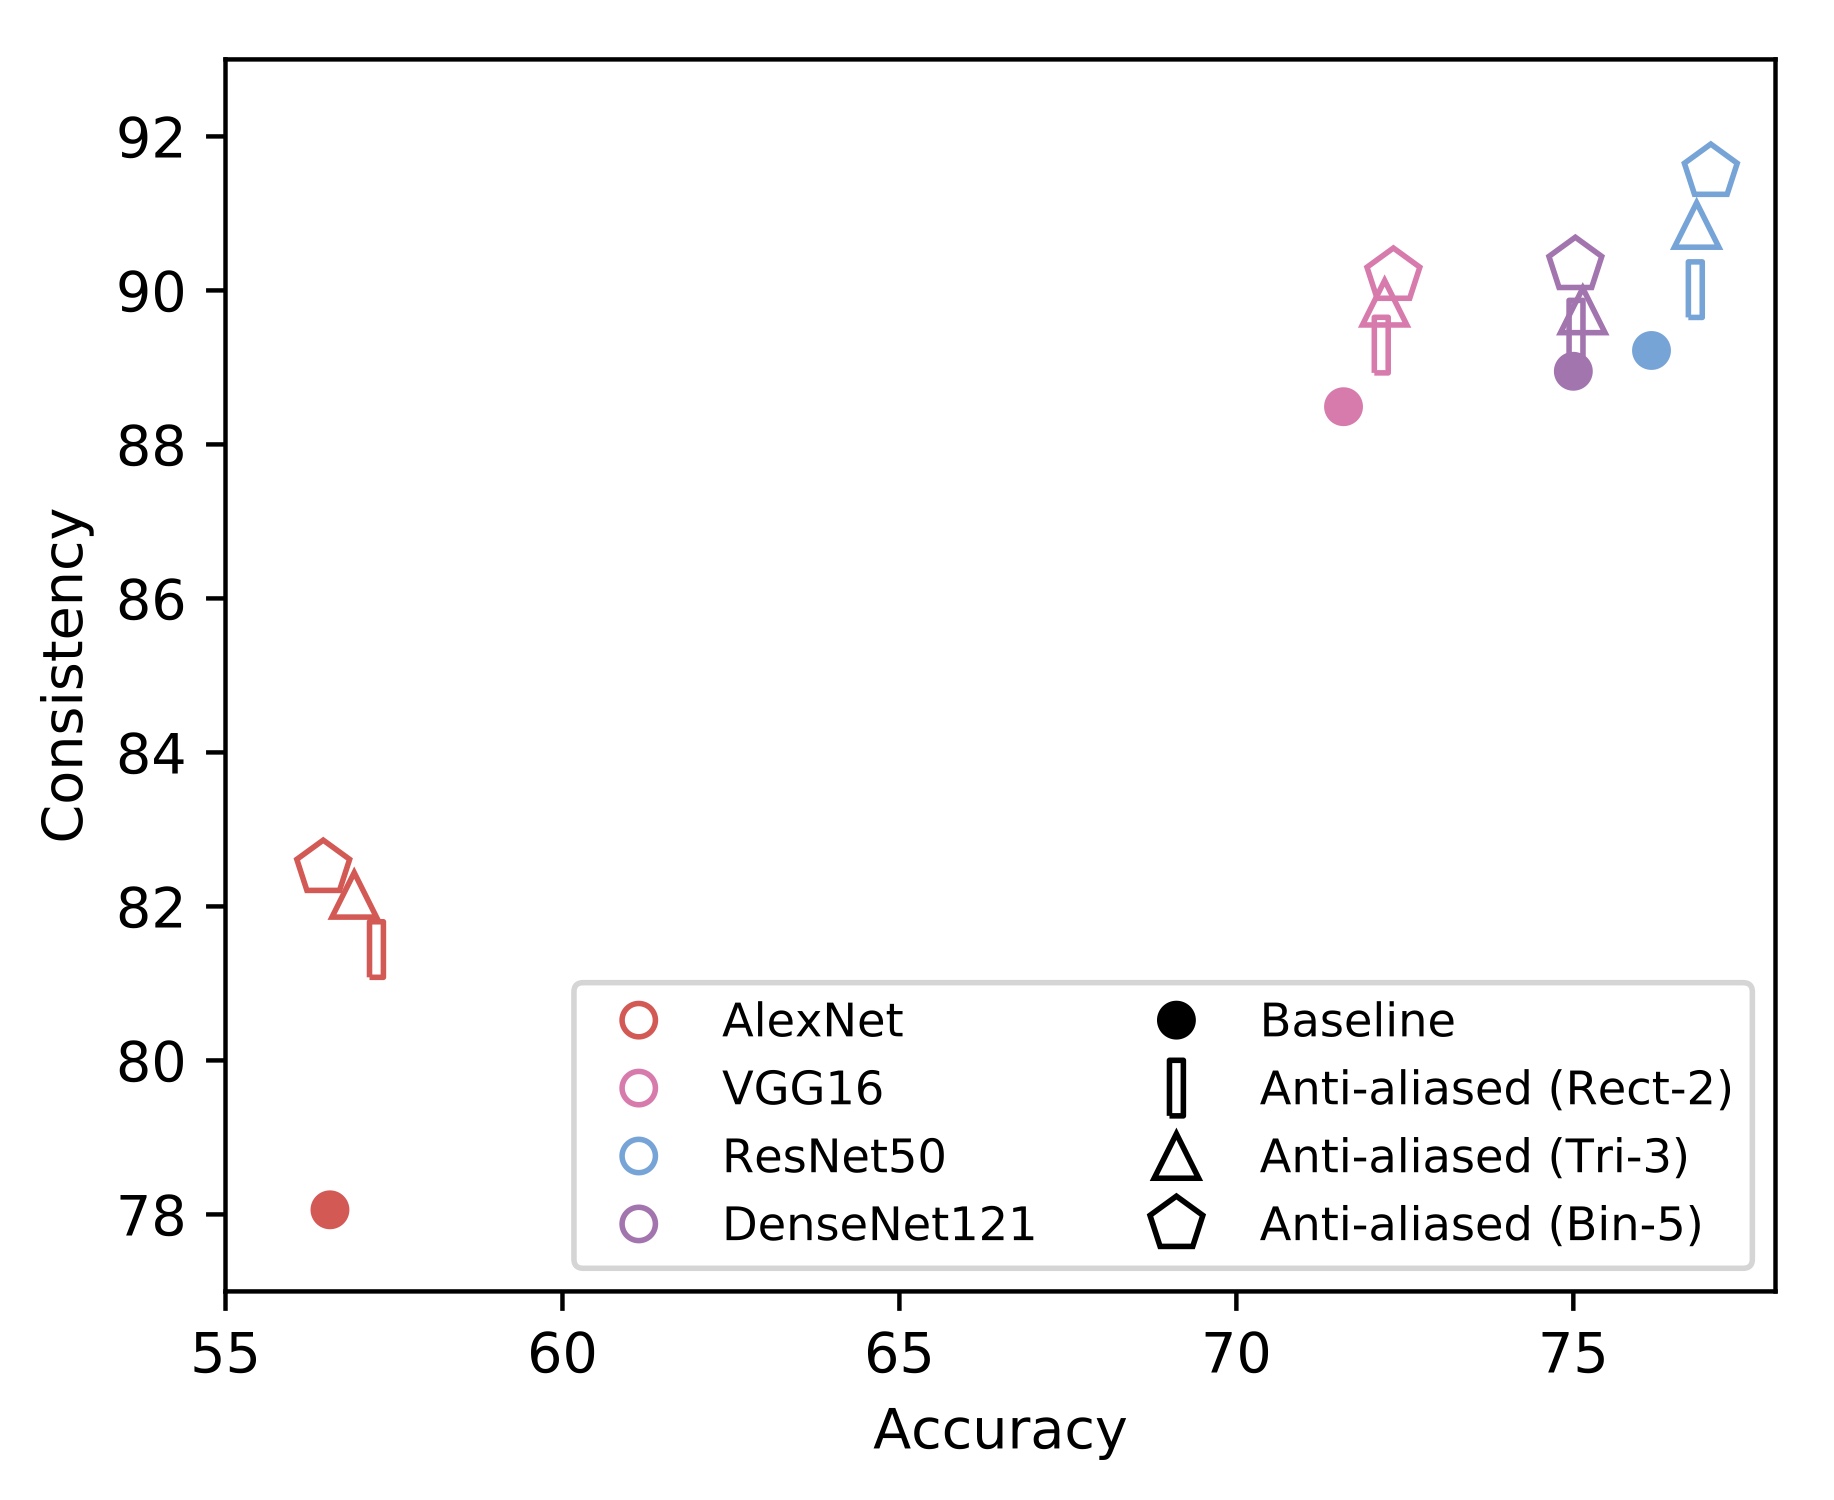 92
90
88
86
84
82
80
78
Consistency
AlexNet
VGG16
ResNet50
DenseNet121
Baseline
Anti-aliased (Rect-2)
Anti-aliased (Tri-3)
Anti-aliased (Bin-5)
55 60 65 70 75
Accuracy